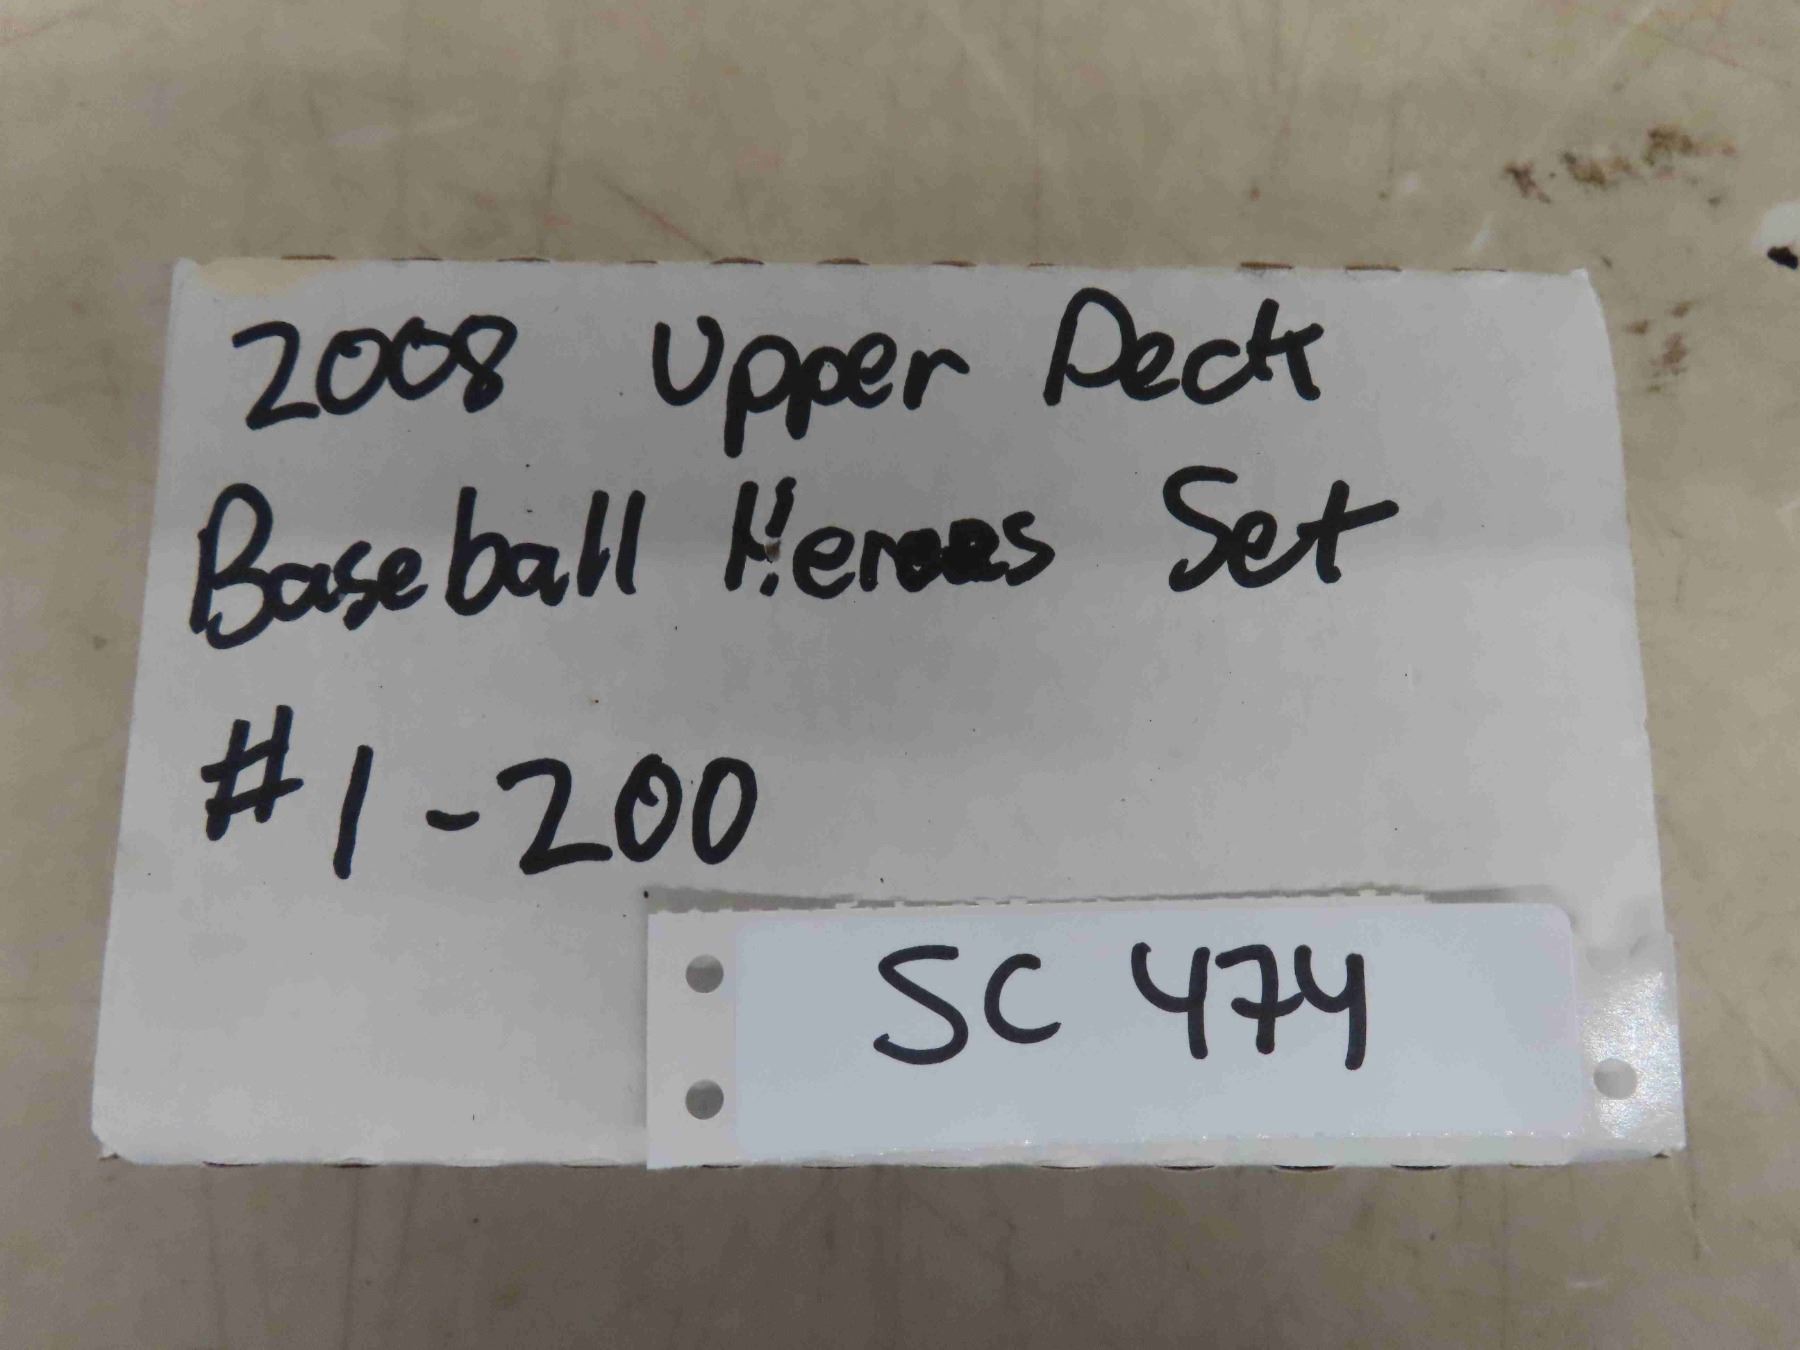 2008 Upper Deck
Baseball Heroes Set
#1-200
SC 474